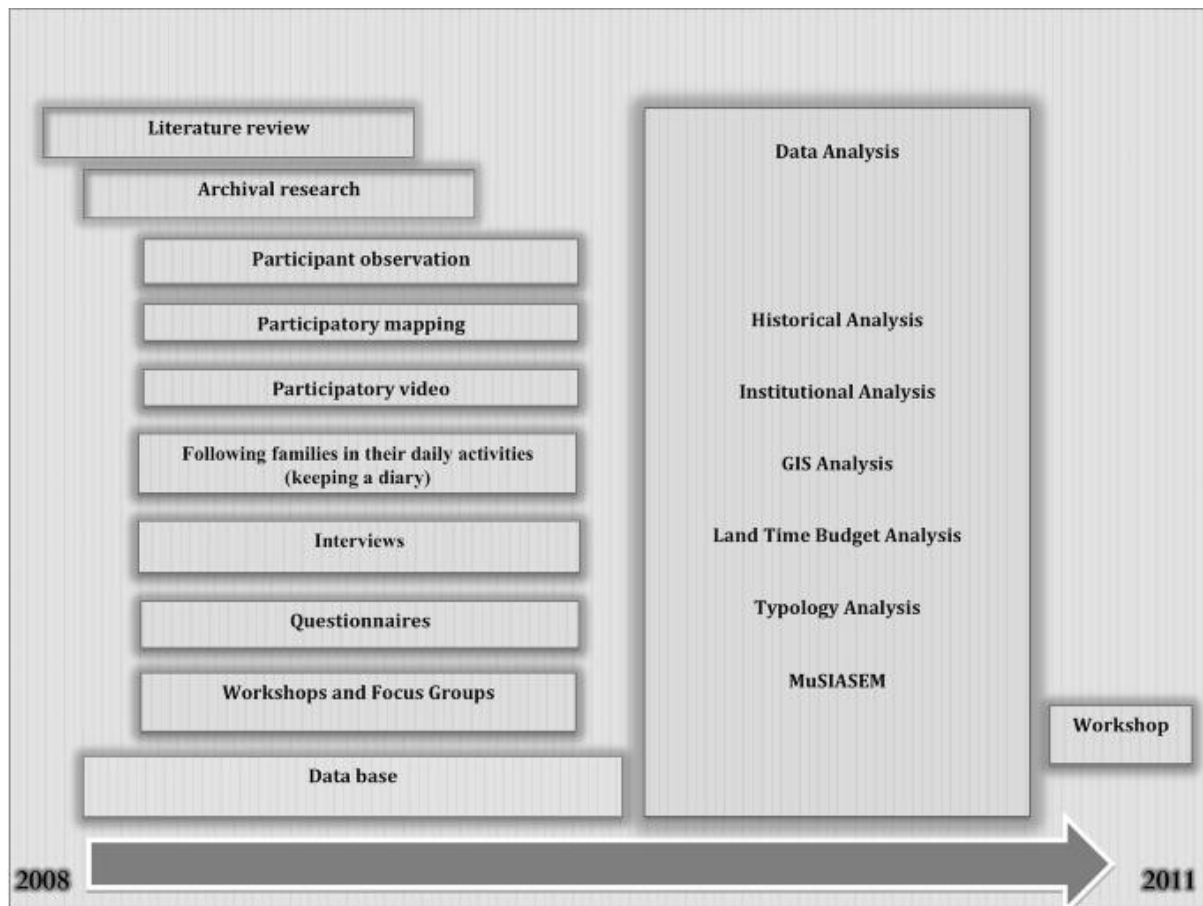 Literature review
Archival research
Participant observation
Participatory mapping
Participatory video
Following families in their daily activities
(keeping a diary)
Interviews
Questionnaires
Workshops and Focus Groups
Data base
Data Analysis
Historical Analysis
Institutional Analysis
GIS Analysis
Land Time Budget Analysis
Typology Analysis
MuSIASEM
Workshop
2008
2011